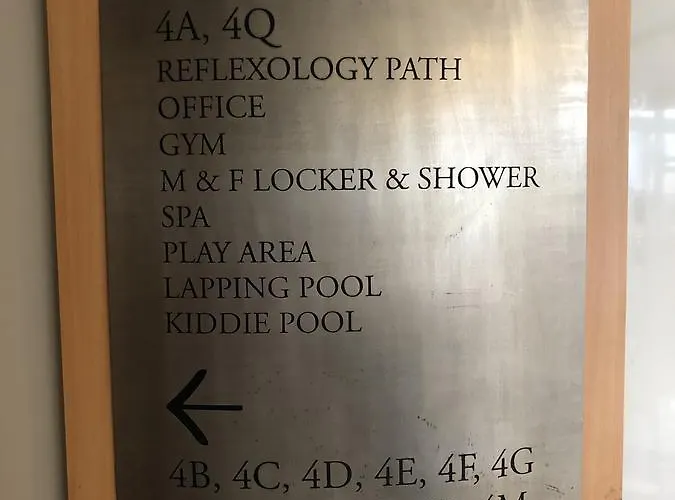 4A, 4Q
REFLEXOLOGY PATH
OFFICE
GYM
M & F LOCKER & SHOWER
SPA
PLAY AREA
LAPPING POOL
KIDDIE POOL
4B, 4C, 4D, 4E, 4F, 4G